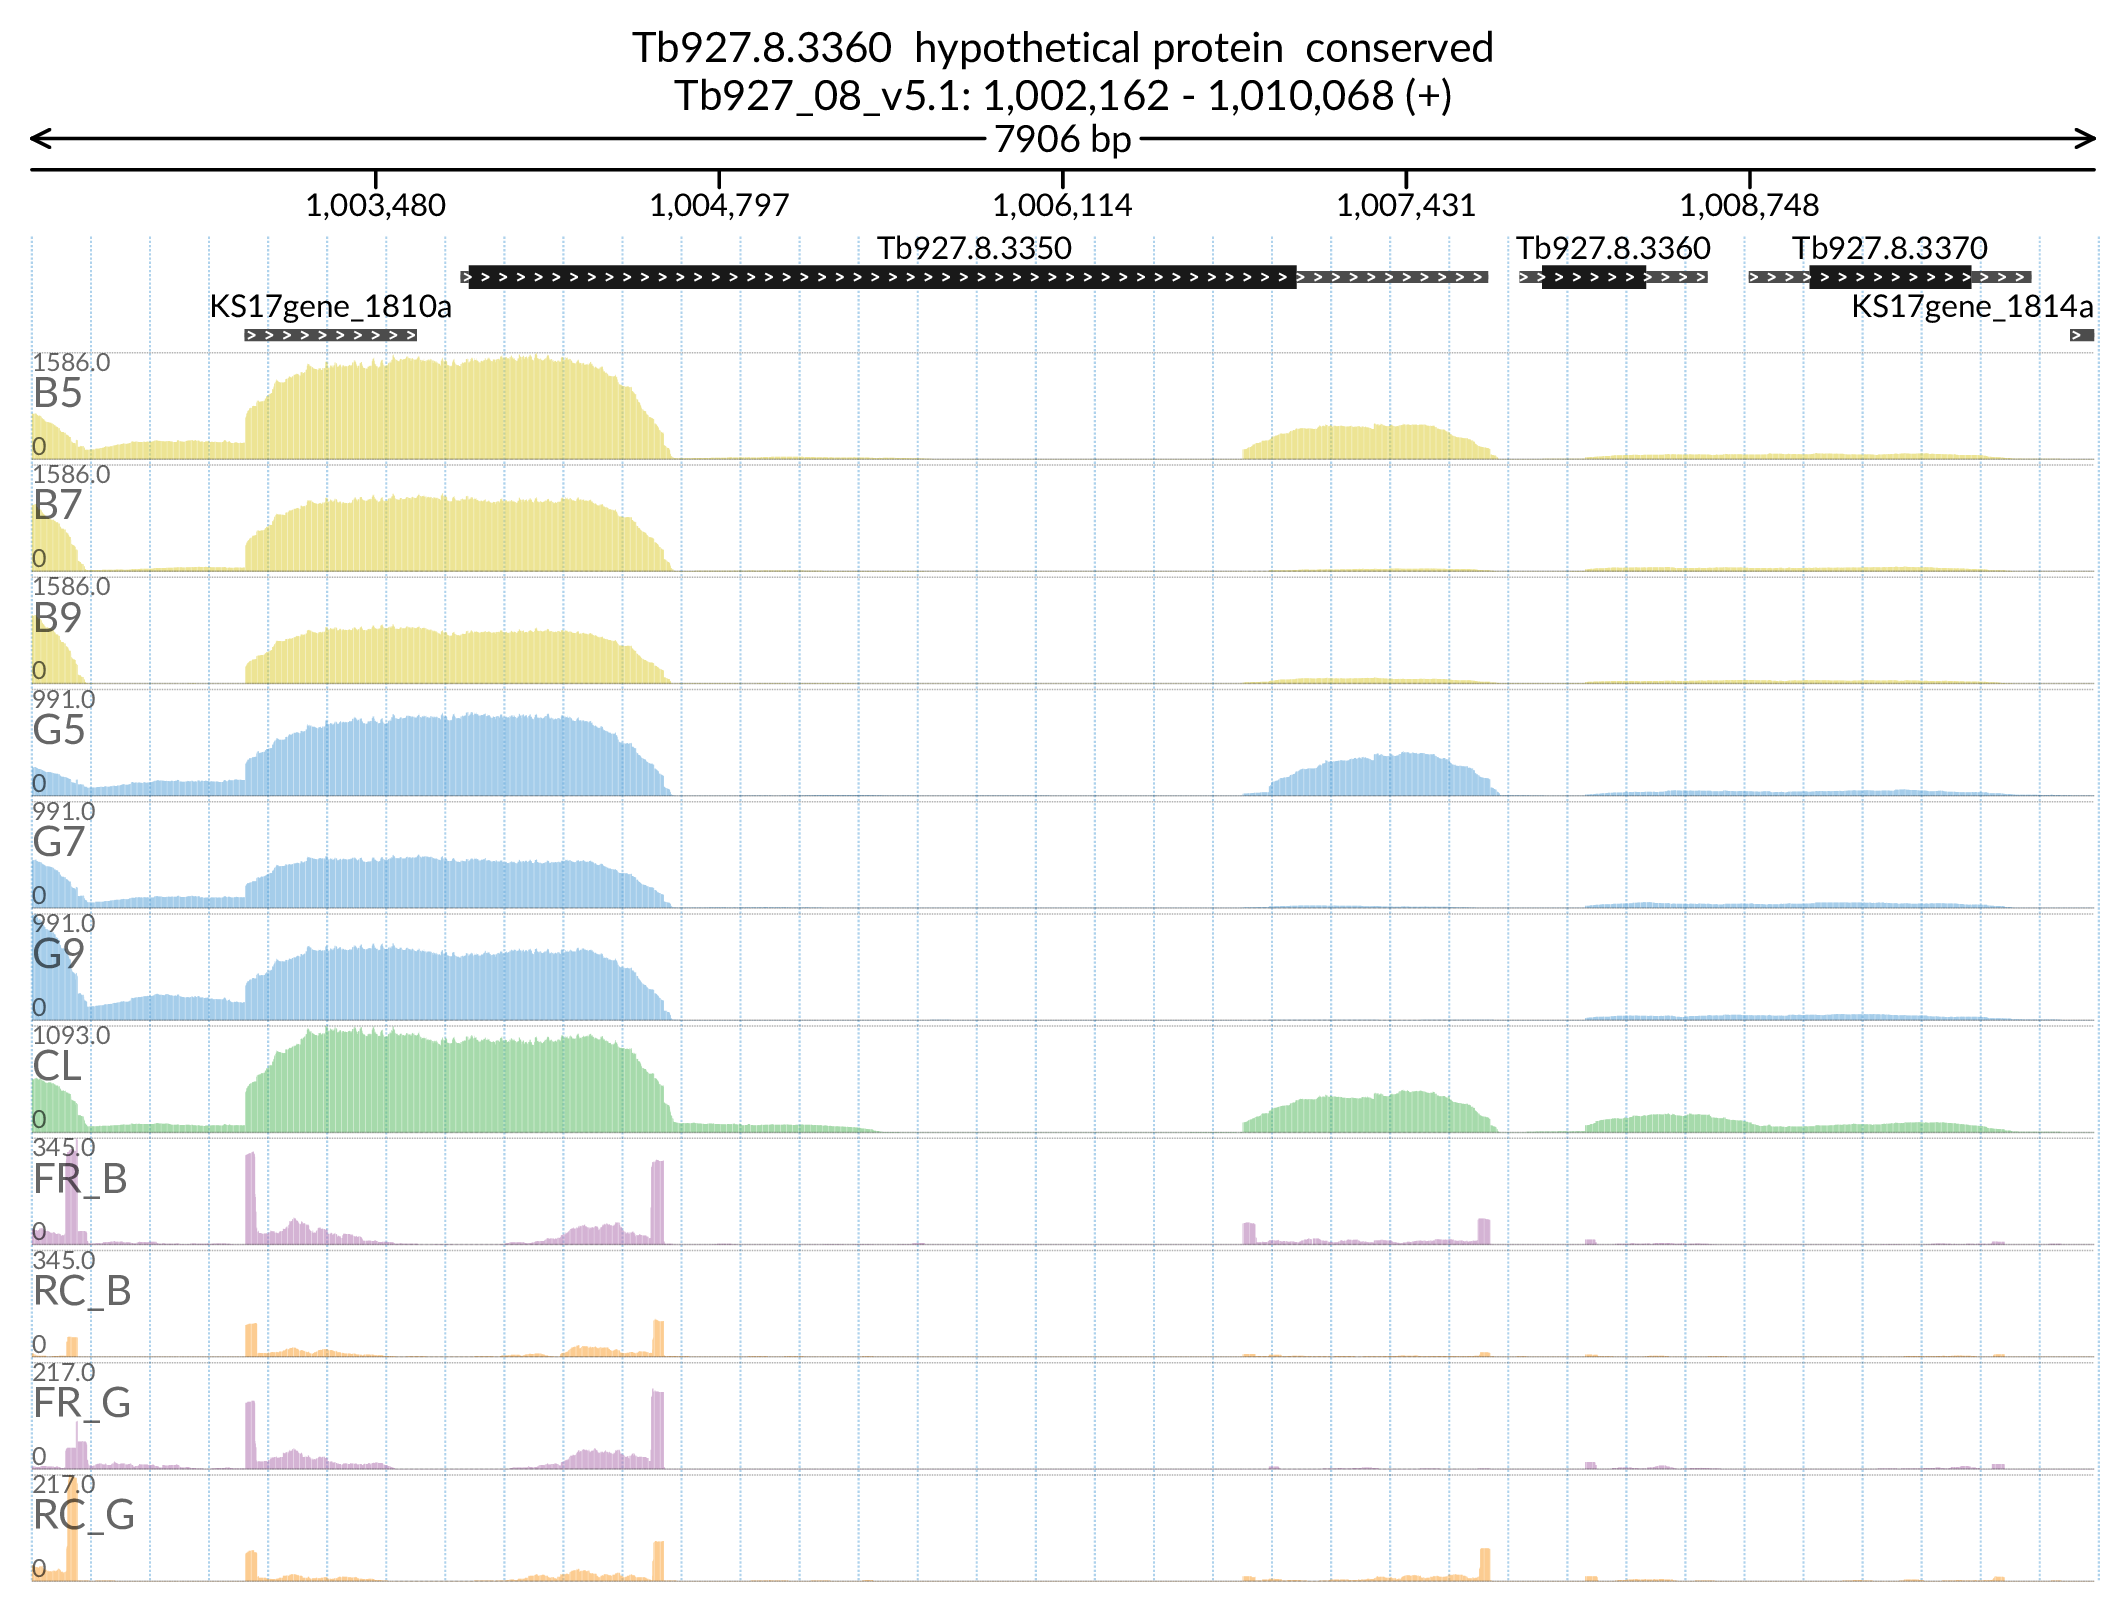 Tb927.8.3360 hypothetical protein conserved
Tb927_08_v5.1: 1,002,162 - 1,010,068 (+)
7906 bp
1,003,480 1,004,797 1,006,114 1,007,431 1,008,748
Tb927.8.3350 Tb927.8.3360 Tb927.8.3370
KS17gene_1810a KS17gene_1814a
1586.0
B5
0
1586.0
B7
0
1586.0
B9
0
991.0
G5
0
991.0
G7
0
991.0
G9
0
1093.0
CL
0
345.0
FR_B
0
345.0
RC_B
0
217.0
FR_G
0
217.0
RC_G
0